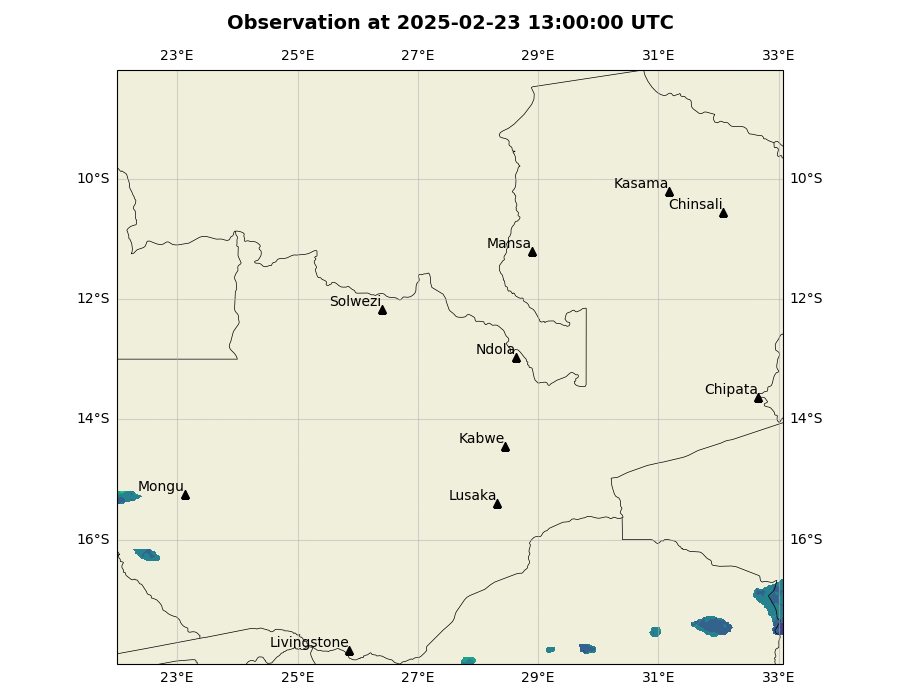 Observation at 2025-02-23 13:00:00 UTC
23°E 25°E 27°E 29°E 31°E 33°E
10°S 10°S
Kasama
Chinsali
Mansa
12°S 12°S
Solwezi
Ndola
Chipata
14°S 14°S
Kabwe
Mongu
Lusaka
16°S 16°S
Livingstone
23°E 25°E 27°E 29°E 31°E 33°E